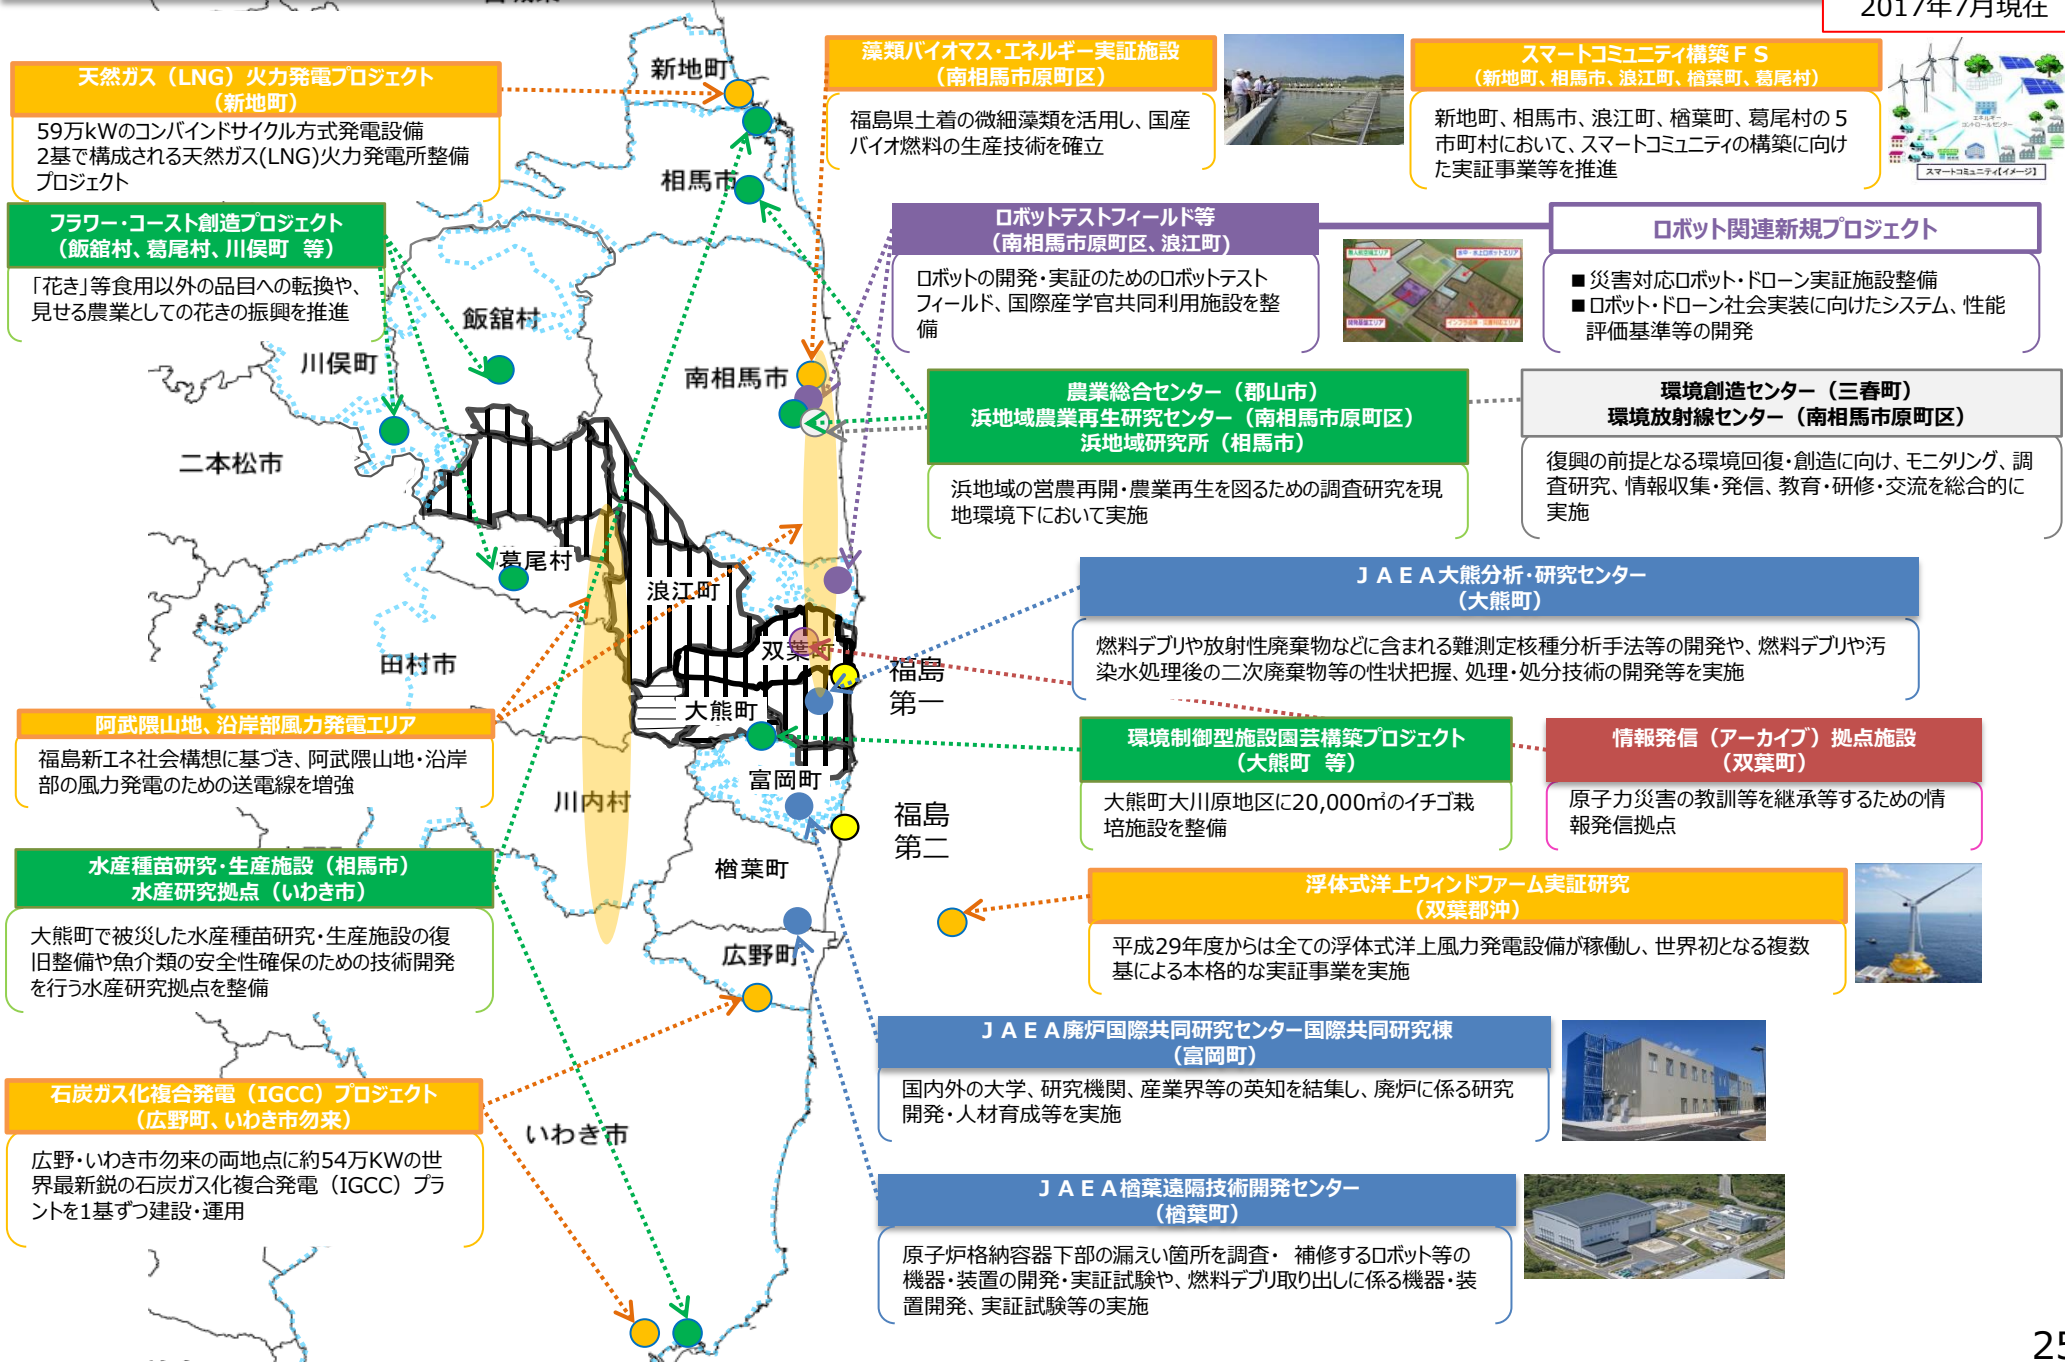 2017年7月現在
天然ガス（LNG）火力発電プロジェクト
（新地町）
59万kWのコンバインドサイクル方式発電設備
2基で構成される天然ガス(LNG)火力発電所整備
プロジェクト
藻類バイオマス・エネルギー実証施設
（南相馬市原町区）
福島県土着の微細藻類を活用し、国産
バイオ燃料の生産技術を確立
スマートコミュニティ構築ＦＳ
（新地町、相馬市、浪江町、楢葉町、葛尾村）
新地町、相馬市、浪江町、楢葉町、葛尾村の５
市町村において、スマートコミュニティの構築に向け
た実証事業等を推進
スマートコミュニティ【イメージ】
フラワー・コースト創造プロジェクト
（飯舘村、葛尾村、川俣町 等）
「花き」等食用以外の品目への転換や、
見せる農業としての花きの振興を推進
ロボットテストフィールド等
（南相馬市原町区、浪江町)
ロボットの開発・実証のためのロボットテスト
フィールド、国際産学官共同利用施設を整
備
ロボット関連新規プロジェクト
■災害対応ロボット・ドローン実証施設整備
■ロボット・ドローン社会実装に向けたシステム、性能
評価基準等の開発
農業総合センター（郡山市）
浜地域農業再生研究センター（南相馬市原町区）
浜地域研究所（相馬市）
浜地域の営農再開・農業再生を図るための調査研究を現
地環境下において実施
環境創造センター（三春町）
環境放射線センター（南相馬市原町区）
復興の前提となる環境回復・創造に向け、モニタリング、調
査研究、情報収集・発信、教育・研修・交流を総合的に
実施
ＪＡＥＡ大熊分析・研究センター
（大熊町）
燃料デブリや放射性廃棄物などに含まれる難測定核種分析手法等の開発や、燃料デブリや汚
染水処理後の二次廃棄物等の性状把握、処理・処分技術の開発等を実施
阿武隈山地、沿岸部風力発電エリア
福島新エネ社会構想に基づき、阿武隈山地・沿岸
部の風力発電のための送電線を増強
環境制御型施設園芸構築プロジェクト
（大熊町 等）
大熊町大川原地区に20,000㎡のイチゴ栽
培施設を整備
情報発信（アーカイブ）拠点施設
（双葉町）
原子力災害の教訓等を継承等するための情
報発信拠点
水産種苗研究・生産施設（相馬市）
水産研究拠点（いわき市）
大熊町で被災した水産種苗研究・生産施設の復
旧整備や魚介類の安全性確保のための技術開発
を行う水産研究拠点を整備
浮体式洋上ウィンドファーム実証研究
（双葉郡沖）
平成29年度からは全ての浮体式洋上風力発電設備が稼働し、世界初となる複数
基による本格的な実証事業を実施
ＪＡＥＡ廃炉国際共同研究センター国際共同研究棟
（富岡町）
国内外の大学、研究機関、産業界等の英知を結集し、廃炉に係る研究
開発・人材育成等を実施
石炭ガス化複合発電（IGCC）プロジェクト
（広野町、いわき市勿来）
広野・いわき市勿来の両地点に約54万KWの世
界最新鋭の石炭ガス化複合発電（IGCC）プラ
ントを1基ずつ建設・運用
ＪＡＥＡ楢葉遠隔技術開発センター
（楢葉町）
原子炉格納容器下部の漏えい箇所を調査・ 補修するロボット等の
機器・装置の開発・実証試験や、燃料デブリ取り出しに係る機器・装
置開発、実証試験等の実施
新地町
相馬市
飯舘村
川俣町
南相馬市
二本松市
葛尾村
浪江町
双葉町
田村市
福島
第一
大熊町
富岡町
川内村
福島
第二
楢葉町
広野町
いわき市
25